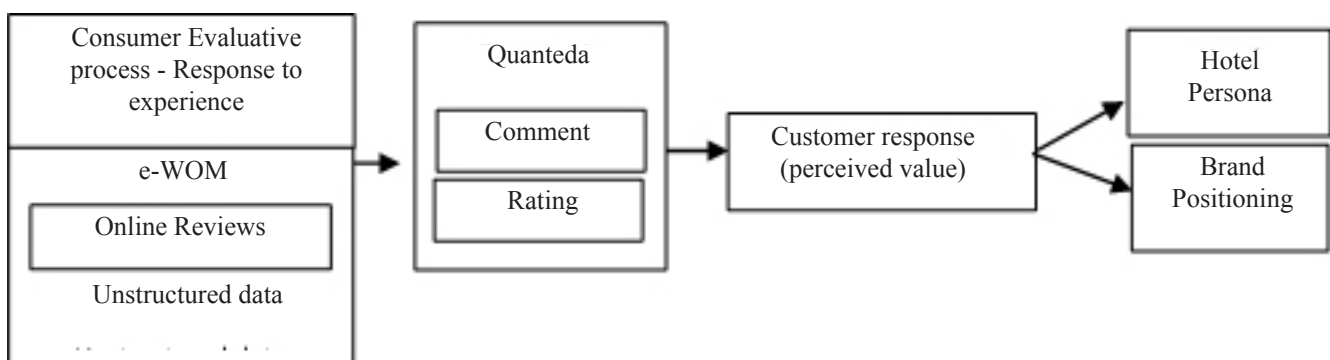 Consumer Evaluative
process - Response to
experience
e-WOM
Online Reviews
Unstructured data
Quanteda
Comment
Rating
Customer response
(perceived value)
Hotel
Persona
Brand
Positioning